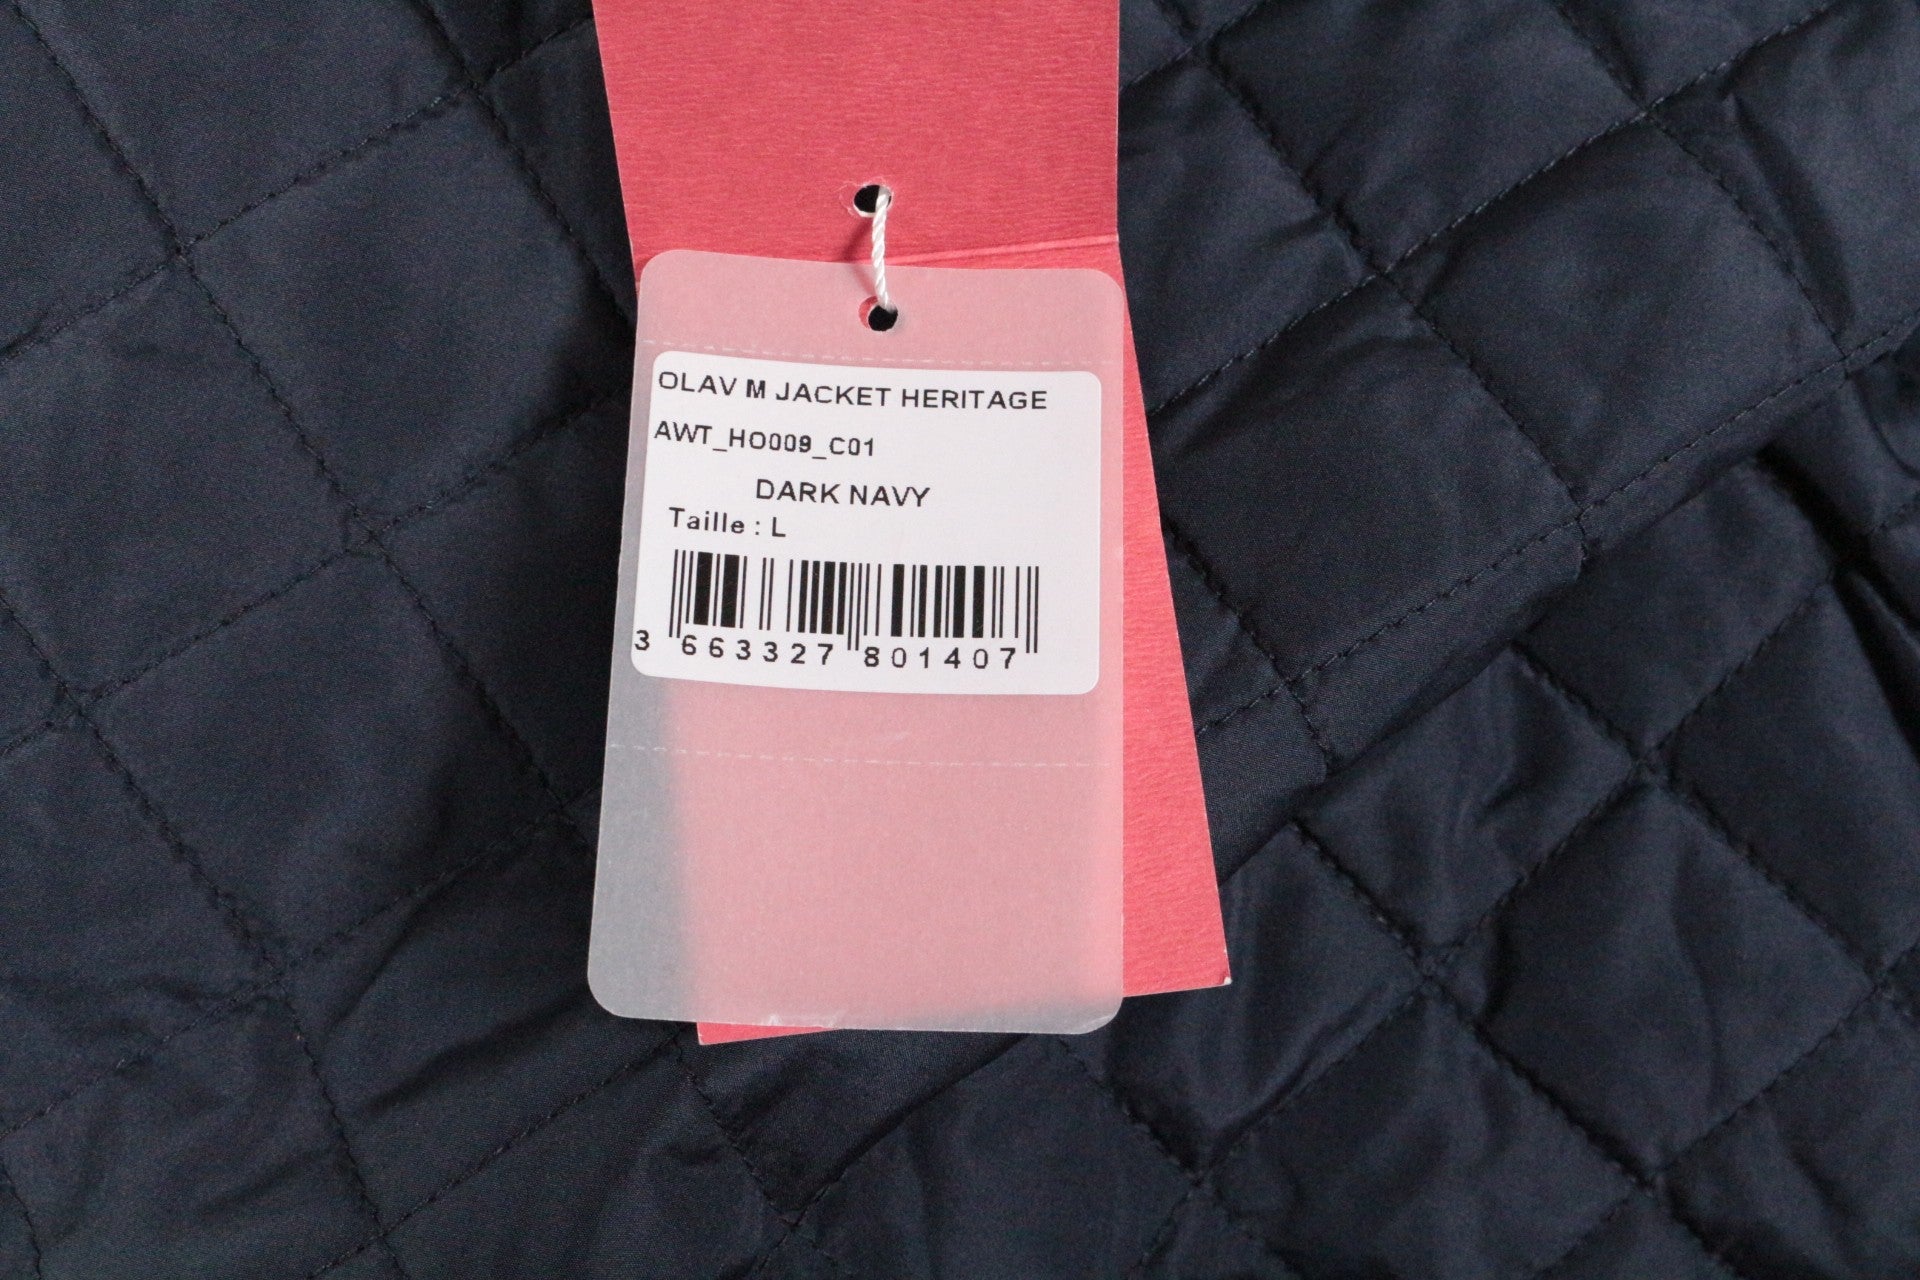 OLAV M JACKET HERITAGE
AWT_HO009_C01
DARK NAVY
Taille : L
3 663327 801407